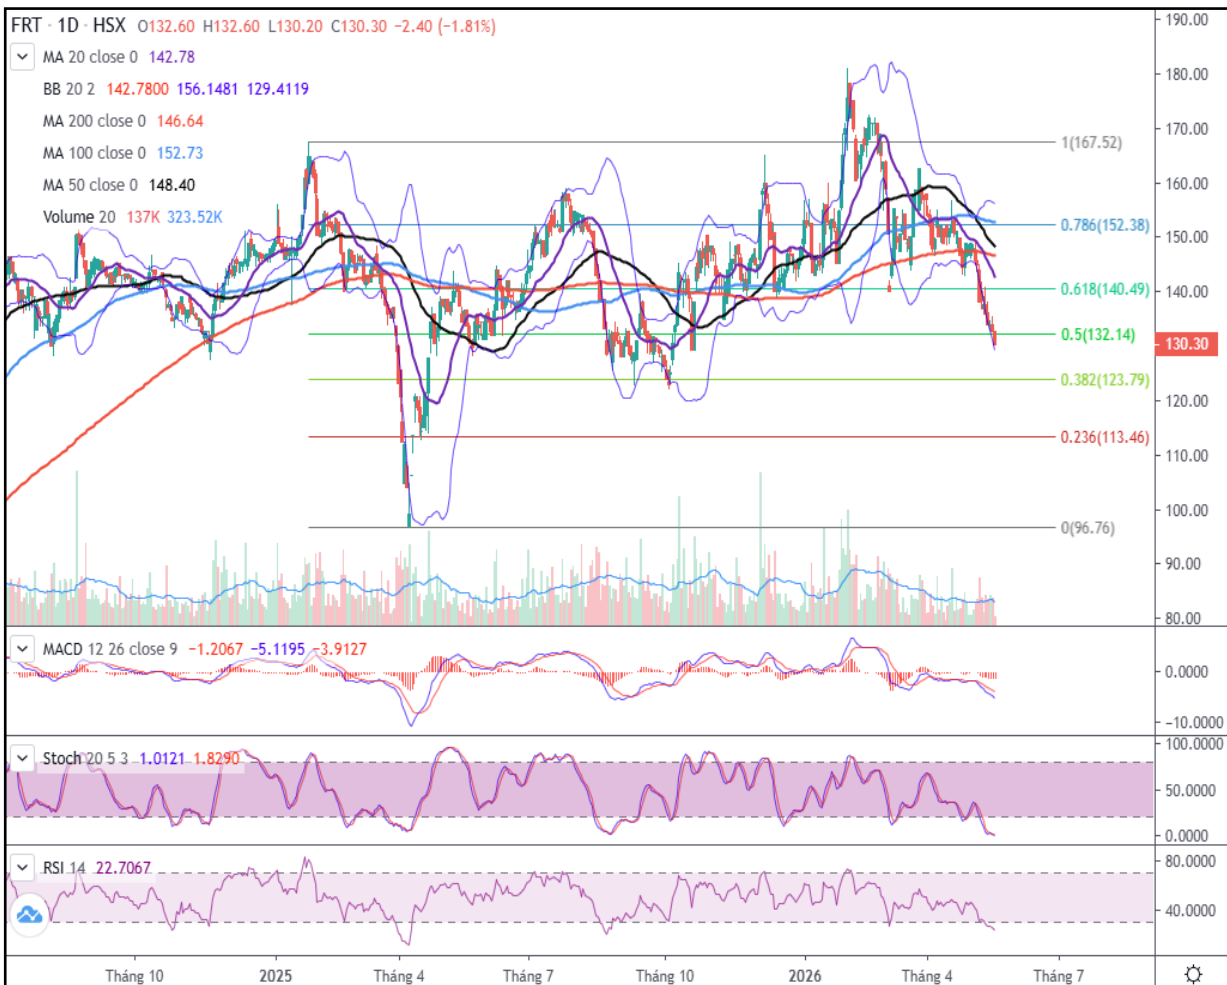 FRT · 1D · HSX O132.60 H132.60 L130.20 C130.30 −2.40 (−1.81%)
MA 20 close 0 142.78
BB 20 2 142.7800 156.1481 129.4119
MA 200 close 0 146.64
MA 100 close 0 152.73
MA 50 close 0 148.40
Volume 20 137K 323.52K
190.00
180.00
170.00
1(167.52)
160.00
0.786(152.38)
150.00
0.618(140.49)
140.00
0.5(132.14)
130.30
0.382(123.79)
120.00
0.236(113.46)
110.00
100.00
0(96.76)
90.00
80.00
MACD 12 26 close 9 −1.2067 −5.1195 −3.9127
0.0000
−10.0000
Stoch 20 5 3 1.0121 1.8290
100.0000
50.0000
0.0000
RSI 14 22.7067
80.0000
40.0000
Tháng 10 2025 Tháng 4 Tháng 7 Tháng 10 2026 Tháng 4 Tháng 7